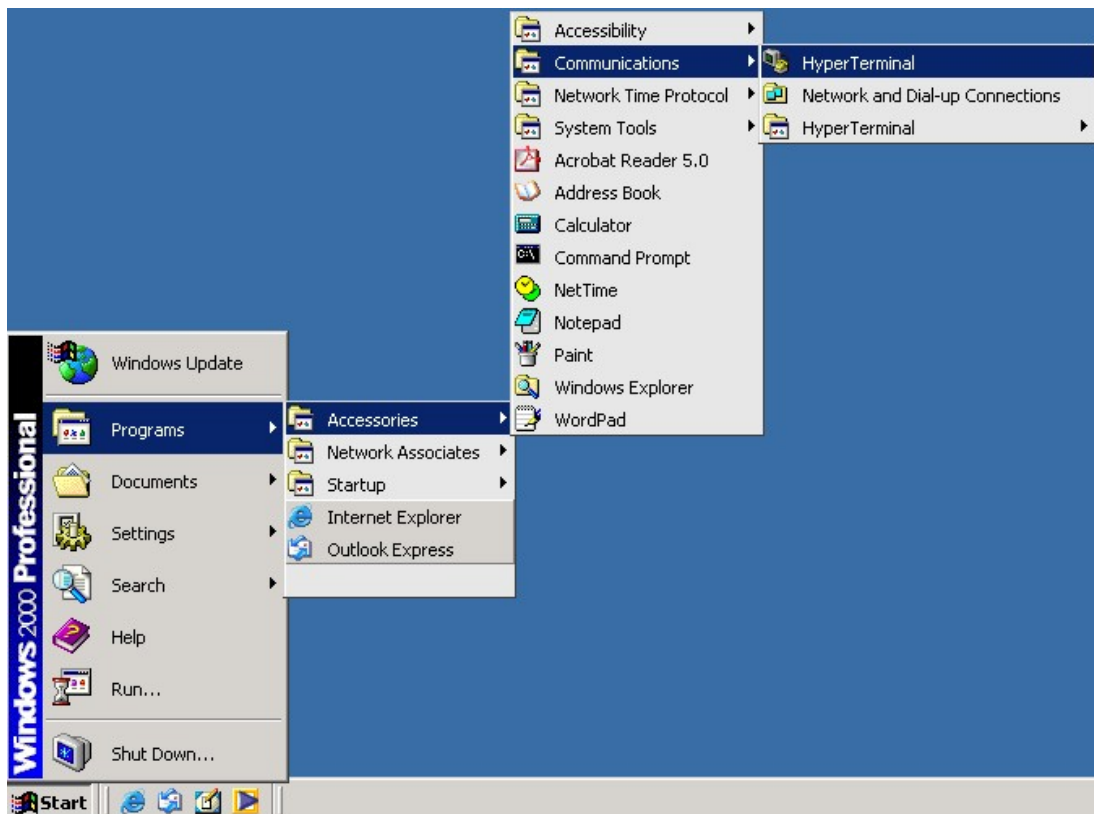 Accessibility
Communications
Network Time Protocol
System Tools
Acrobat Reader 5.0
Address Book
Calculator
Command Prompt
NetTime
Notepad
Paint
Windows Explorer
WordPad
HyperTerminal
Network and Dial-up Connections
HyperTerminal
Windows 2000 Professional
Windows Update
Programs
Documents
Settings
Search
Help
Run...
Shut Down...
Accessories
Network Associates
Startup
Internet Explorer
Outlook Express
Start